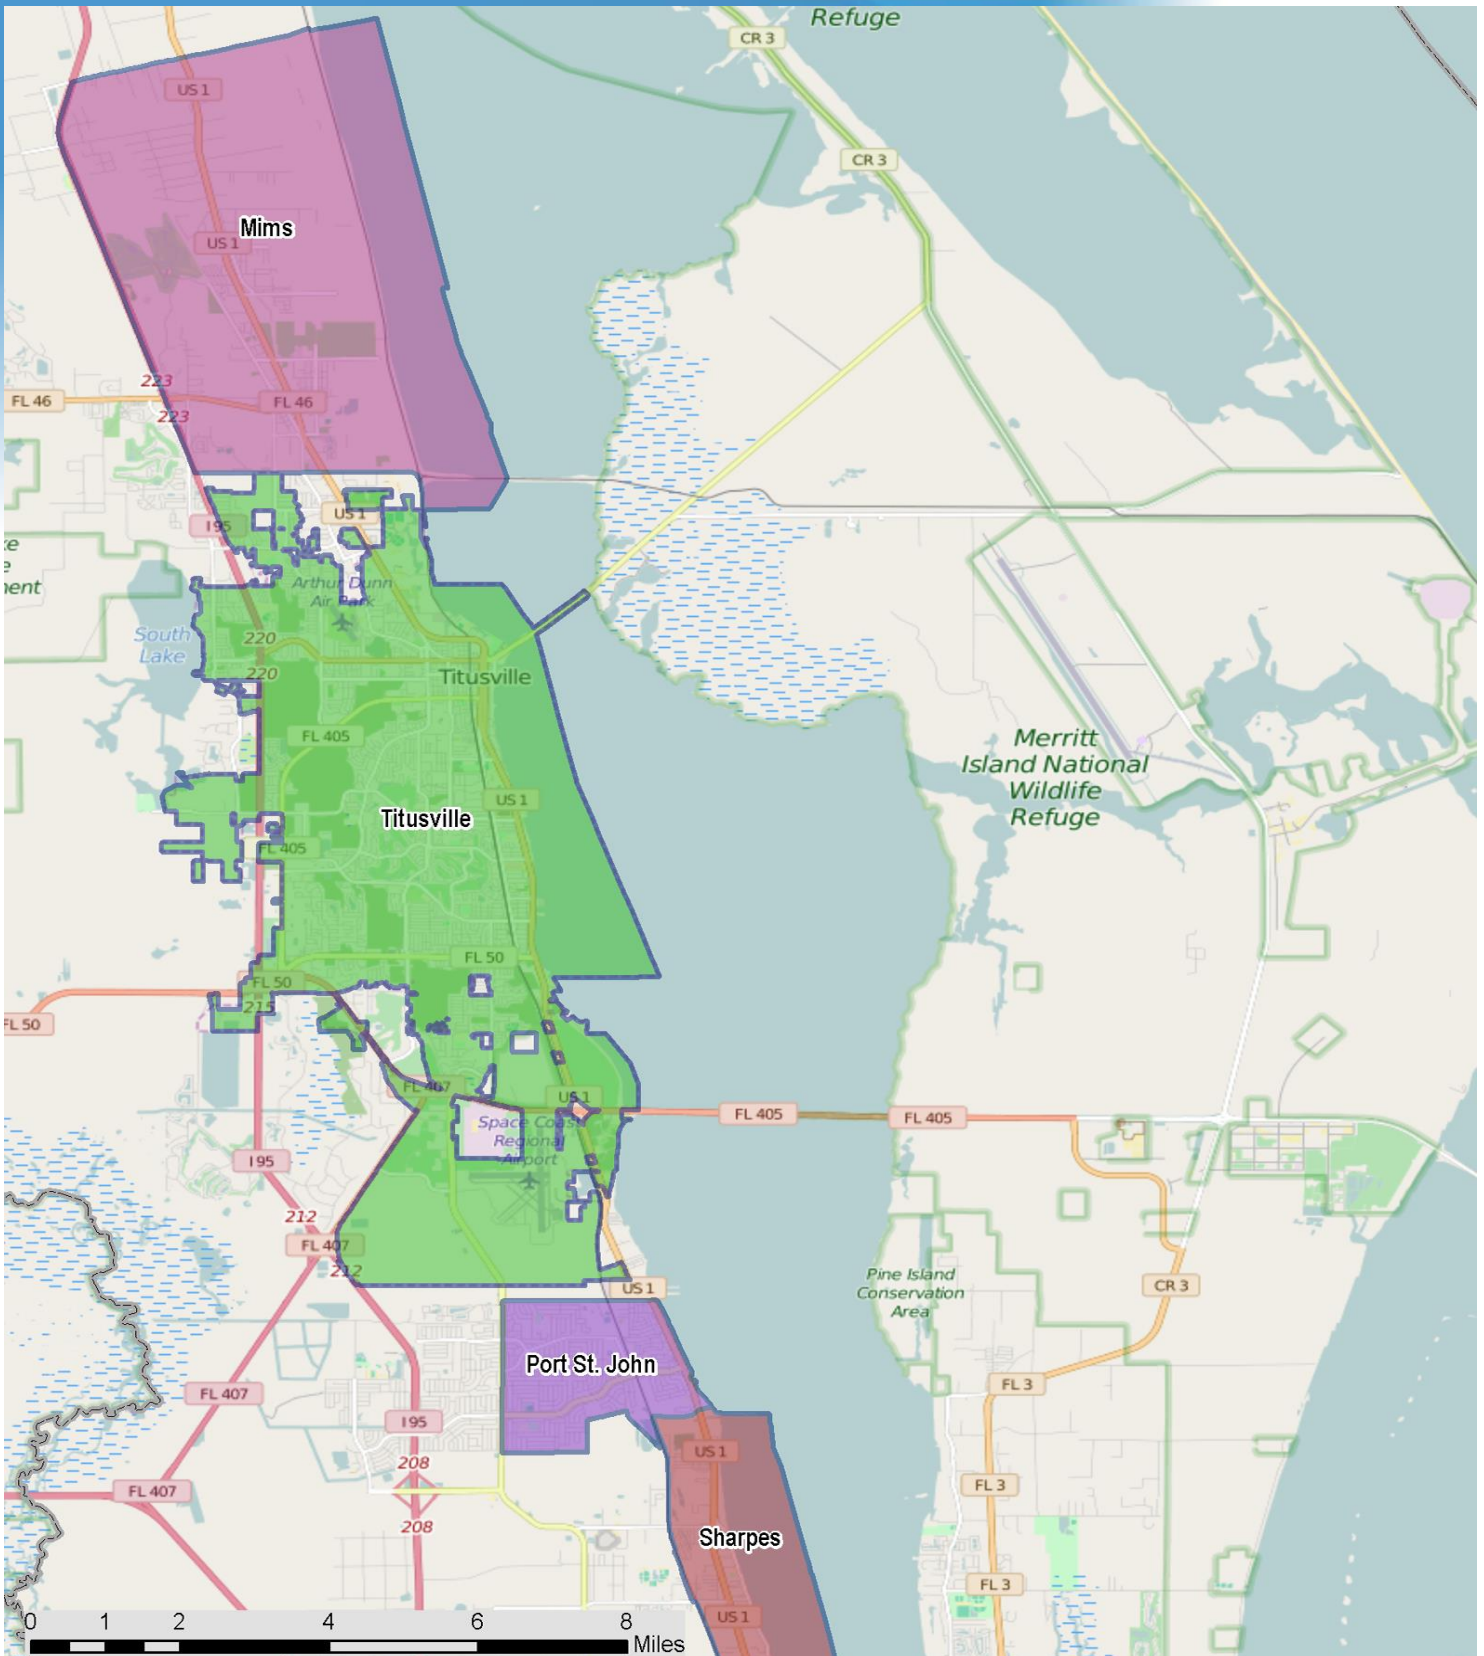 Refuge
CR 3
US 1
CR 3
Mims
US 1
223
FL 46
FL 46
223
US 1
I 95
ke
e
nent
Arthur Dunn
Air Park
South
Lake
220
220
Titusville
FL 405
Merritt
Island National
Wildlife
Refuge
US 1
Titusville
FL 405
FL 50
FL 50
215
FL 50
FL 407
US 1
FL 405
FL 405
Space Coast
Regional
Airport
I 95
212
FL 407
212
Pine Island
Conservation
Area
US 1
CR 3
Port St. John
FL 3
FL 407
I 95
US 1
208
FL 3
FL 407
208
Sharpes
FL 3
US 1
0 1 2 4 6 8
Miles